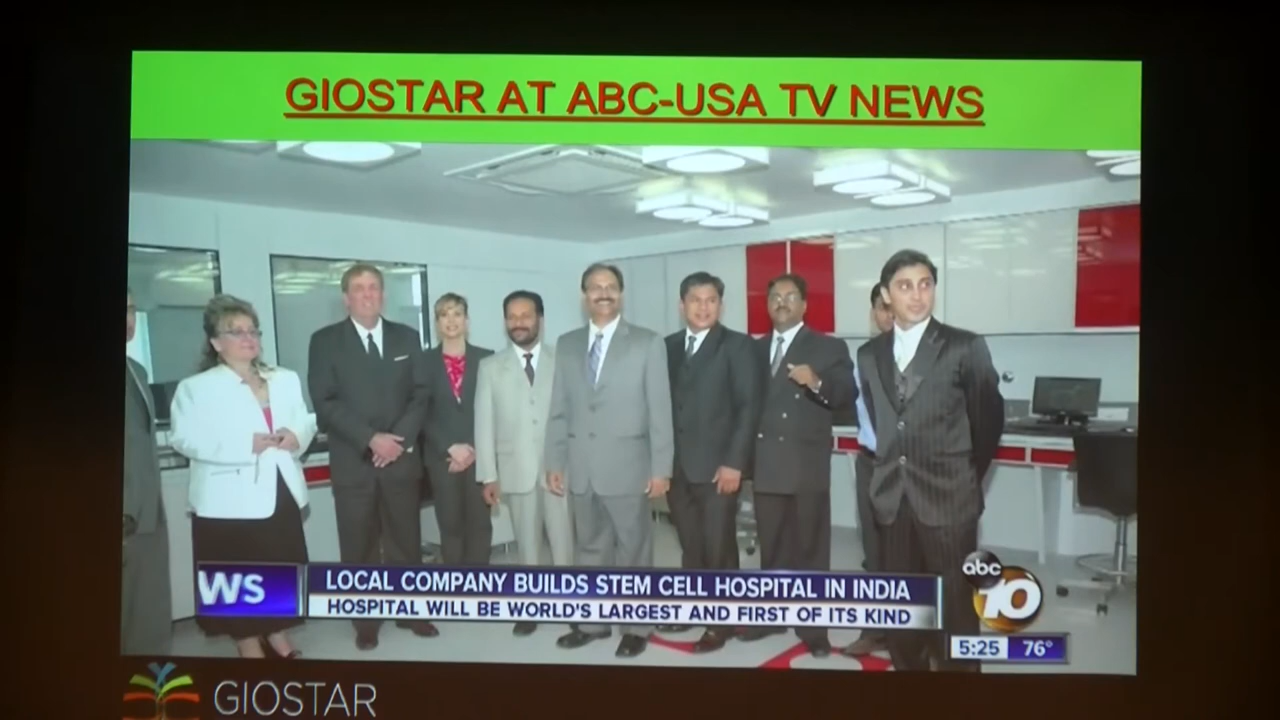 GIOSTAR AT ABC-USA TV NEWS
WS
LOCAL COMPANY BUILDS STEM CELL HOSPITAL IN INDIA
HOSPITAL WILL BE WORLD'S LARGEST AND FIRST OF ITS KIND
abc
10
5:25 76°
GIOSTAR